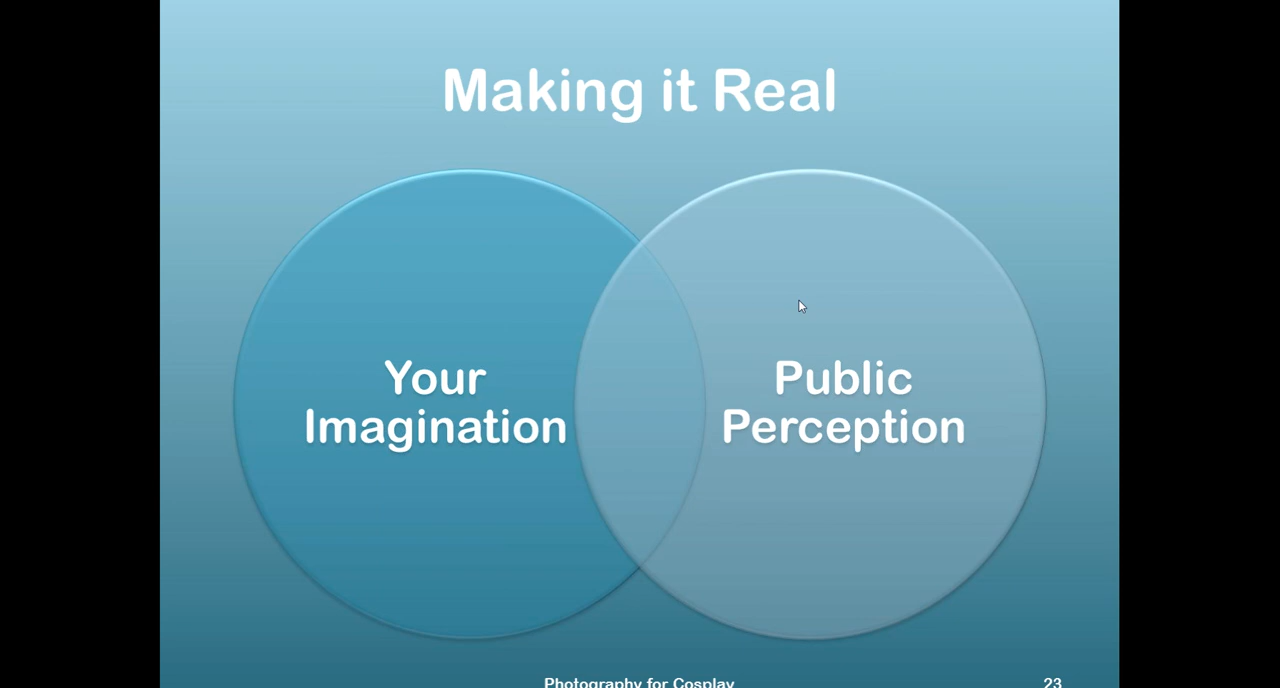 Making it Real
Your
Imagination
Public
Perception
Photography for Cosplay
23